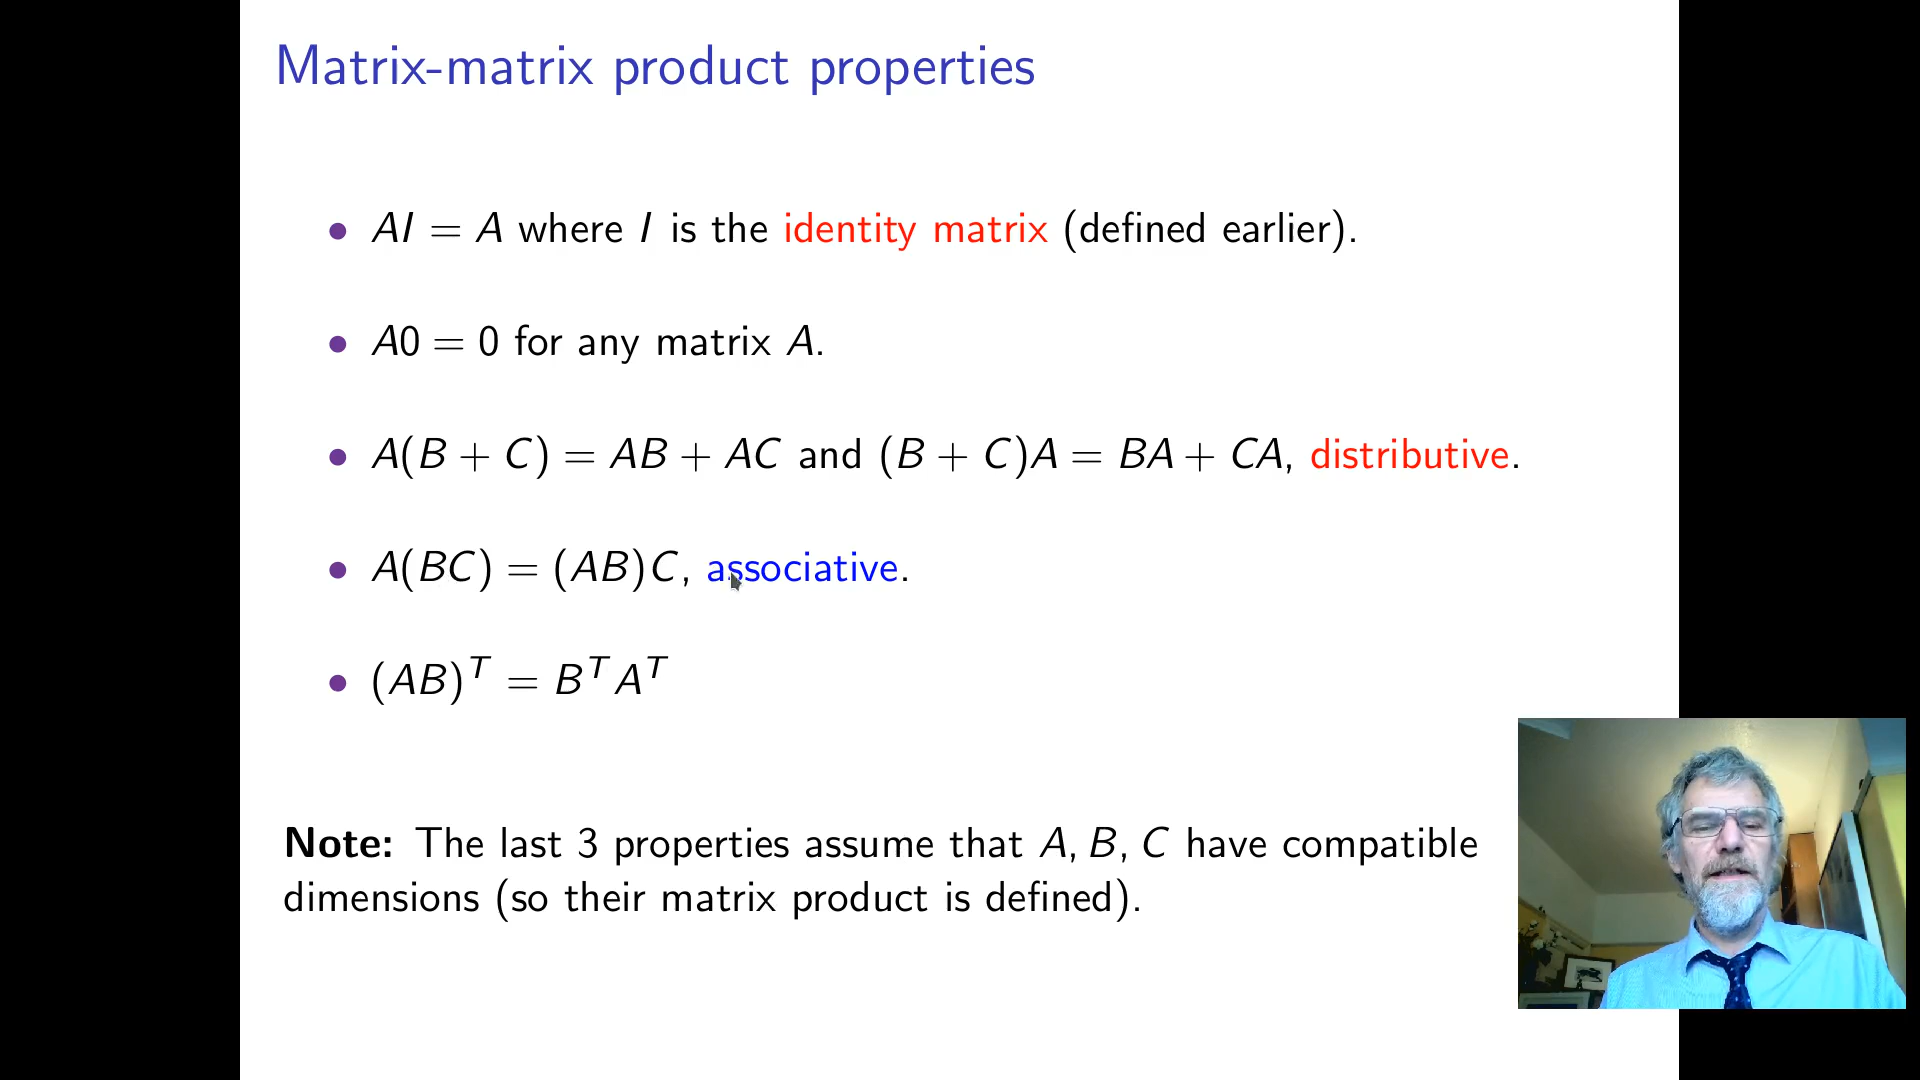 Matrix-matrix product properties
• AI = A where I is the identity matrix (defined earlier).
• A0 = 0 for any matrix A.
• A(B + C) = AB + AC and (B + C)A = BA + CA, distributive.
• A(BC) = (AB)C, associative.
• (AB)ᵀ = BᵀAᵀ
Note: The last 3 properties assume that A, B, C have compatible
dimensions (so their matrix product is defined).